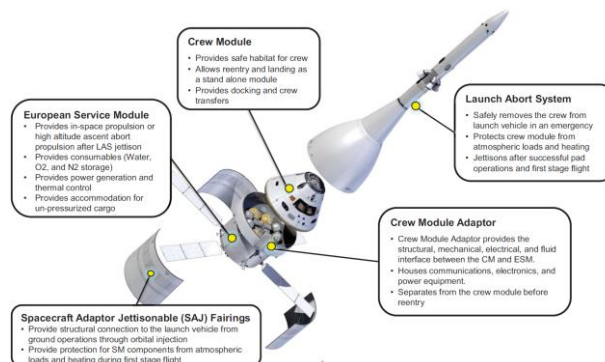 Crew Module
• Provides safe habitat for crew
• Allows reentry and landing as
a stand alone module
• Provides docking and crew
transfers
Launch Abort System
• Safely removes the crew from
launch vehicle in an emergency
• Protects crew module from
atmospheric loads and heating
• Jettisons after successful pad
operations and first stage flight
European Service Module
• Provides in-space propulsion or
high altitude ascent abort
propulsion after LAS jettison
• Provides consumables (Water,
O2, and N2 storage)
• Provides power generation and
thermal control
• Provides accommodation for
un-pressurized cargo
Crew Module Adaptor
• Crew Module Adaptor provides the
structural, mechanical, electrical, and fluid
interface between the CM and ESM.
• Houses communications, electronics, and
power equipment.
• Separates from the crew module before
reentry
Spacecraft Adaptor Jettisonable (SAJ) Fairings
• Provide structural connection to the launch vehicle from
ground operations through orbital injection
• Provide protection for SM components from atmospheric
loads and heating during first stage flight